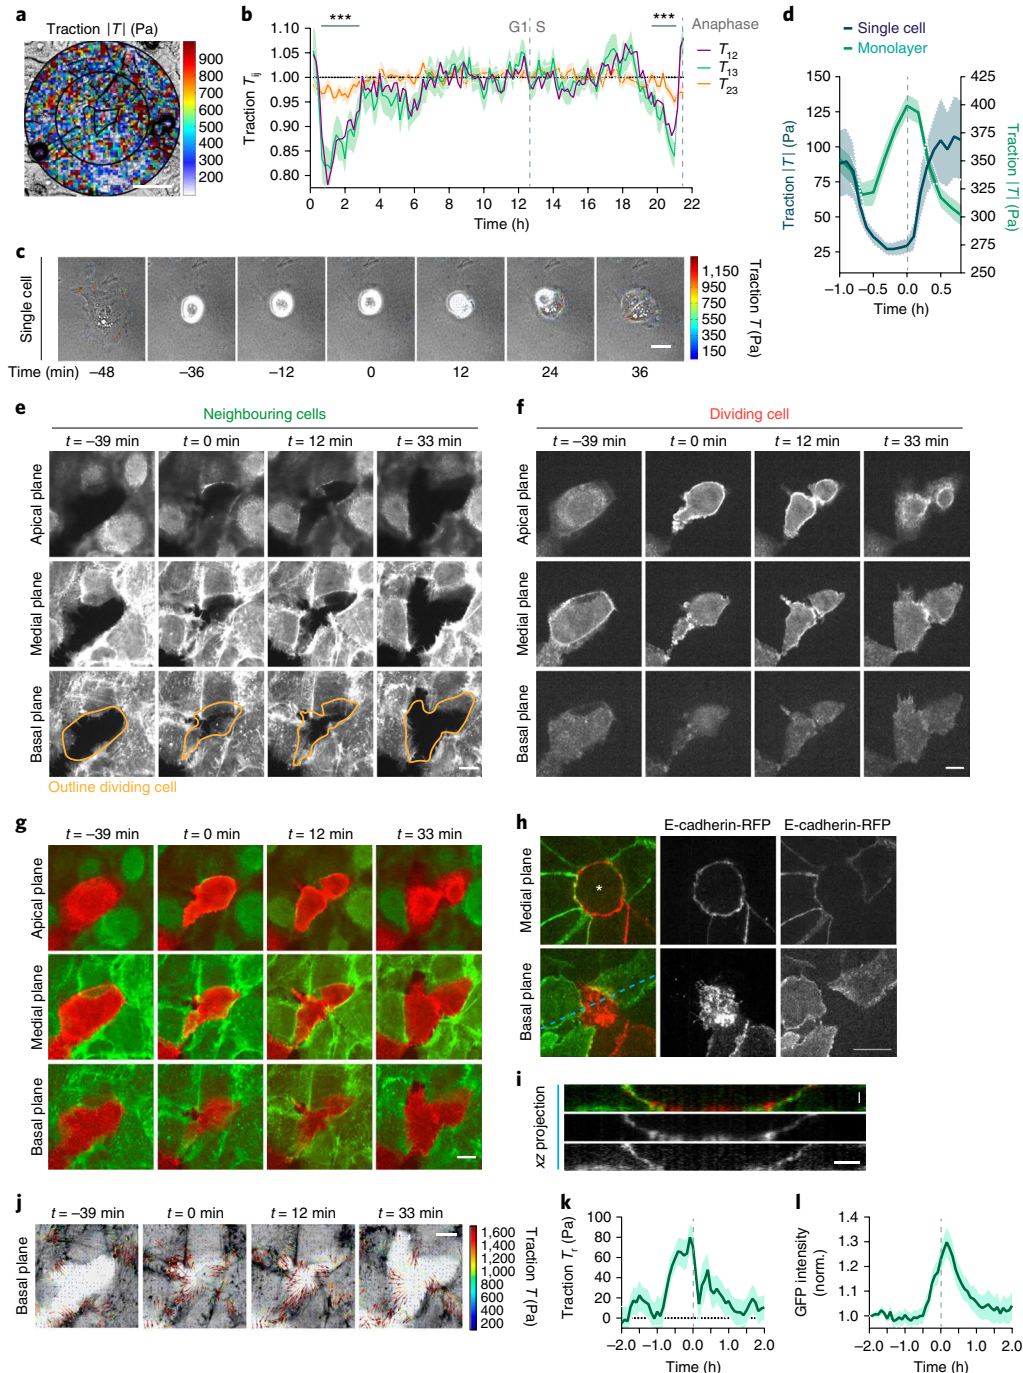 a
Traction |T| (Pa)
900
800
700
600
500
400
300
200
b
***
***
G1 S
Anaphase
T12
T13
T23
Traction Tij
1.10
1.05
1.00
0.95
0.90
0.85
0.80
0 2 4 6 8 10 12 14 16 18 20 22
Time (h)
d
Single cell
Monolayer
Traction |T| (Pa)
150
125
100
75
50
25
425
400
375
350
325
300
275
250
Traction |T| (Pa)
−1.0 −0.5 0.0 0.5
Time (h)
c
Single cell
1,150
950
750
550
350
150
Traction T (Pa)
Time (min) −48 −36 −12 0 12 24 36
e
Neighbouring cells
t = −39 min t = 0 min t = 12 min t = 33 min
Apical plane
Medial plane
Basal plane
Outline dividing cell
f
Dividing cell
t = −39 min t = 0 min t = 12 min t = 33 min
Apical plane
Medial plane
Basal plane
g
t = −39 min t = 0 min t = 12 min t = 33 min
Apical plane
Medial plane
Basal plane
h
E-cadherin-RFP E-cadherin-RFP
Medial plane
*
Basal plane
i
xz projection
j
t = −39 min t = 0 min t = 12 min t = 33 min
Basal plane
1,600
1,400
1,200
1,000
800
600
400
200
Traction T (Pa)
k
Traction Tr (Pa)
100
80
60
40
20
0
−2.0 −1.0 0.0 1.0 2.0
Time (h)
l
GFP intensity
(norm.)
1.4
1.3
1.2
1.1
1.0
−2.0 −1.0 0.0 1.0 2.0
Time (h)